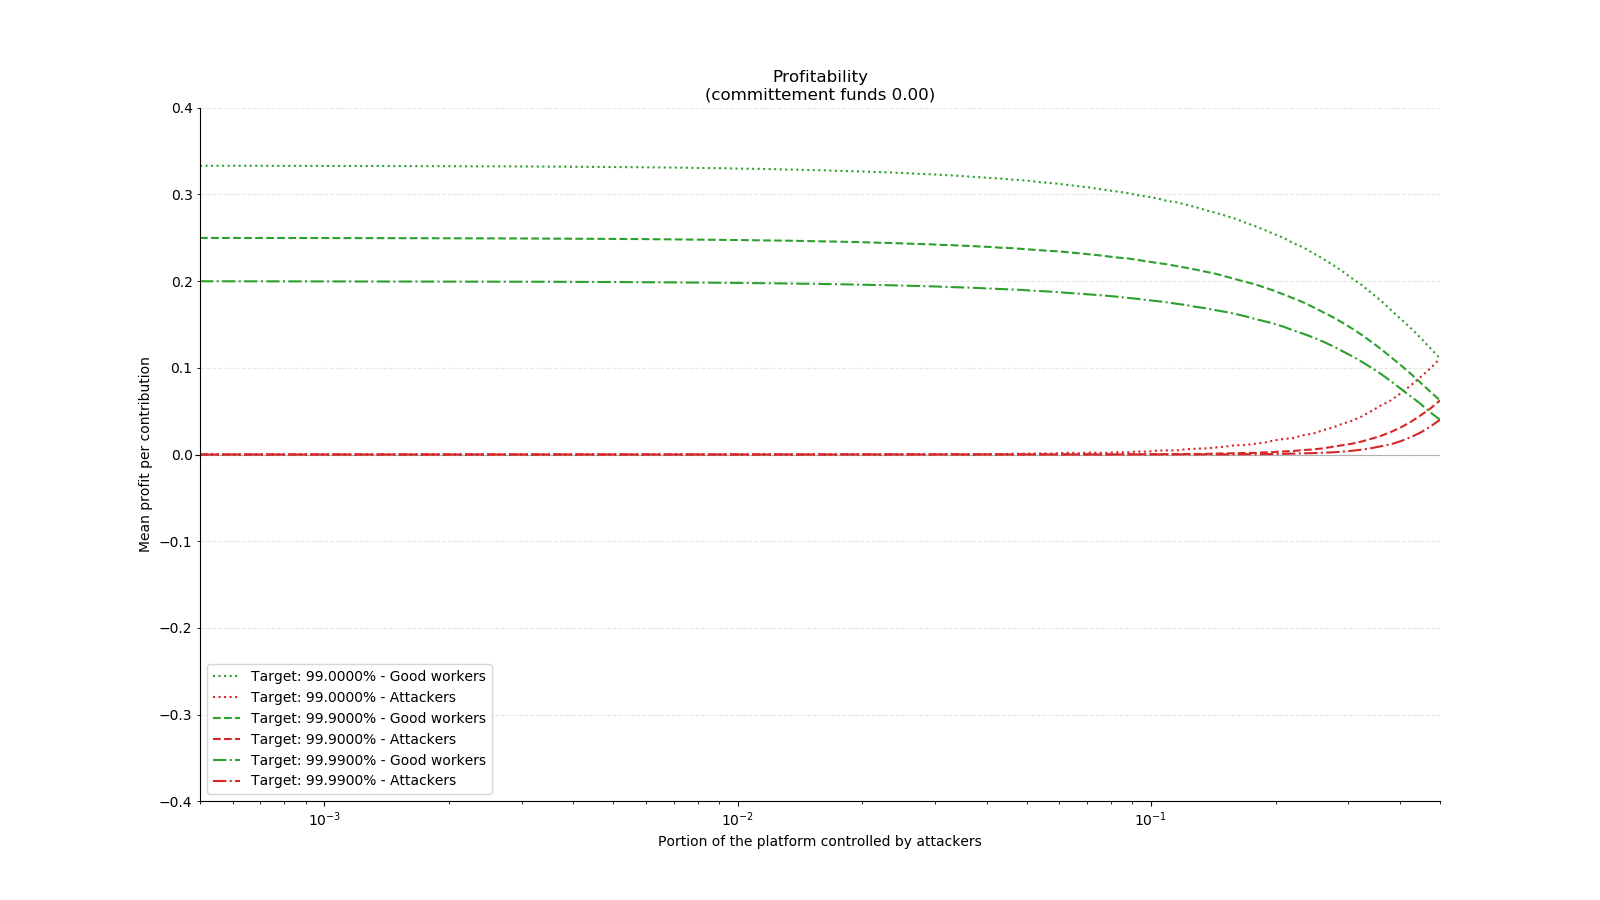 Profitability
(committement funds 0.00)
0.4
0.3
0.2
0.1
0.0
−0.1
−0.2
−0.3
−0.4
Mean profit per contribution
Target: 99.0000% - Good workers
Target: 99.0000% - Attackers
Target: 99.9000% - Good workers
Target: 99.9000% - Attackers
Target: 99.9900% - Good workers
Target: 99.9900% - Attackers
10⁻³ 10⁻² 10⁻¹
Portion of the platform controlled by attackers